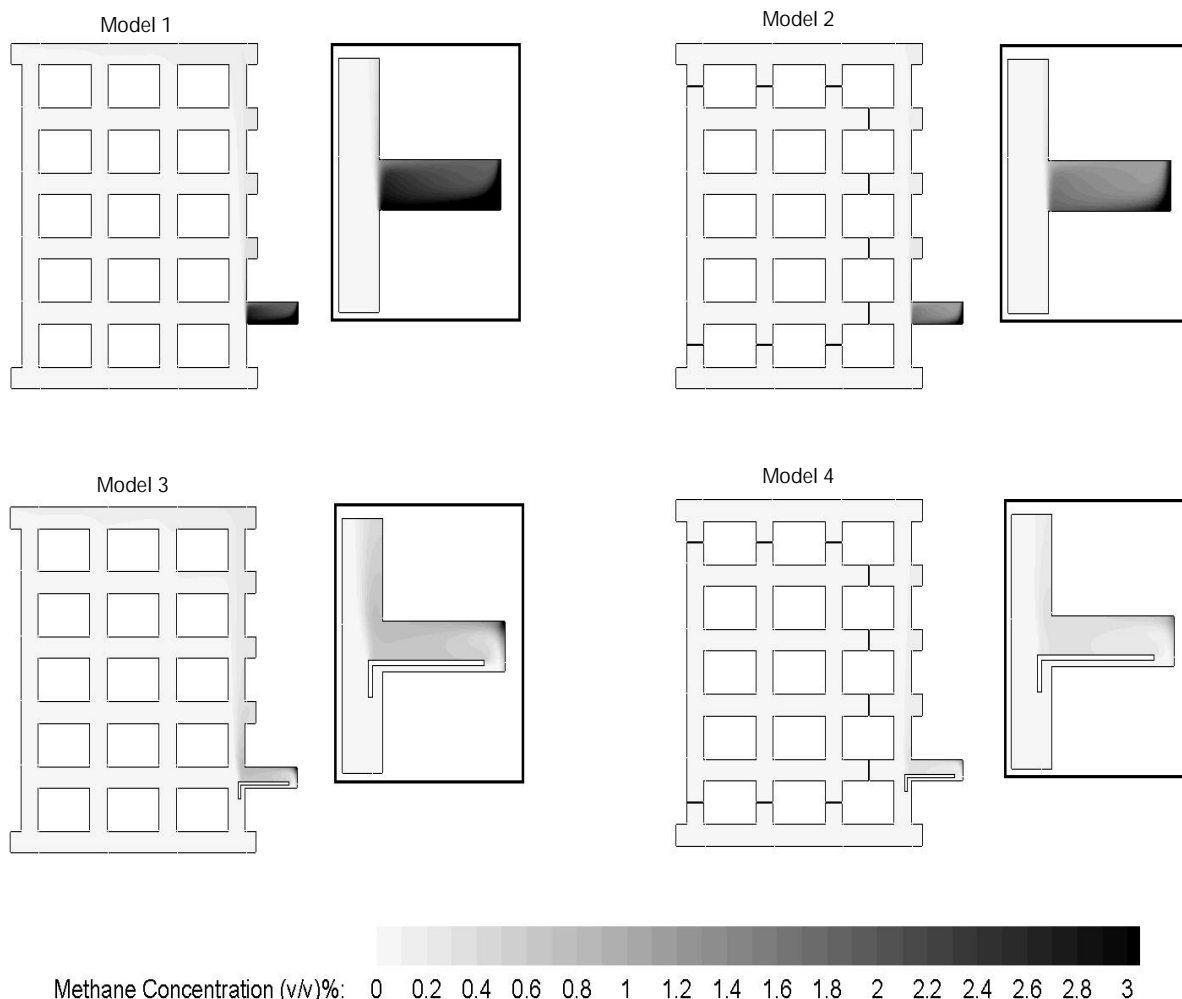 Model 1
Model 2
Model 3
Model 4
Methane Concentration (v/v)%: 0 0.2 0.4 0.6 0.8 1 1.2 1.4 1.6 1.8 2 2.2 2.4 2.6 2.8 3